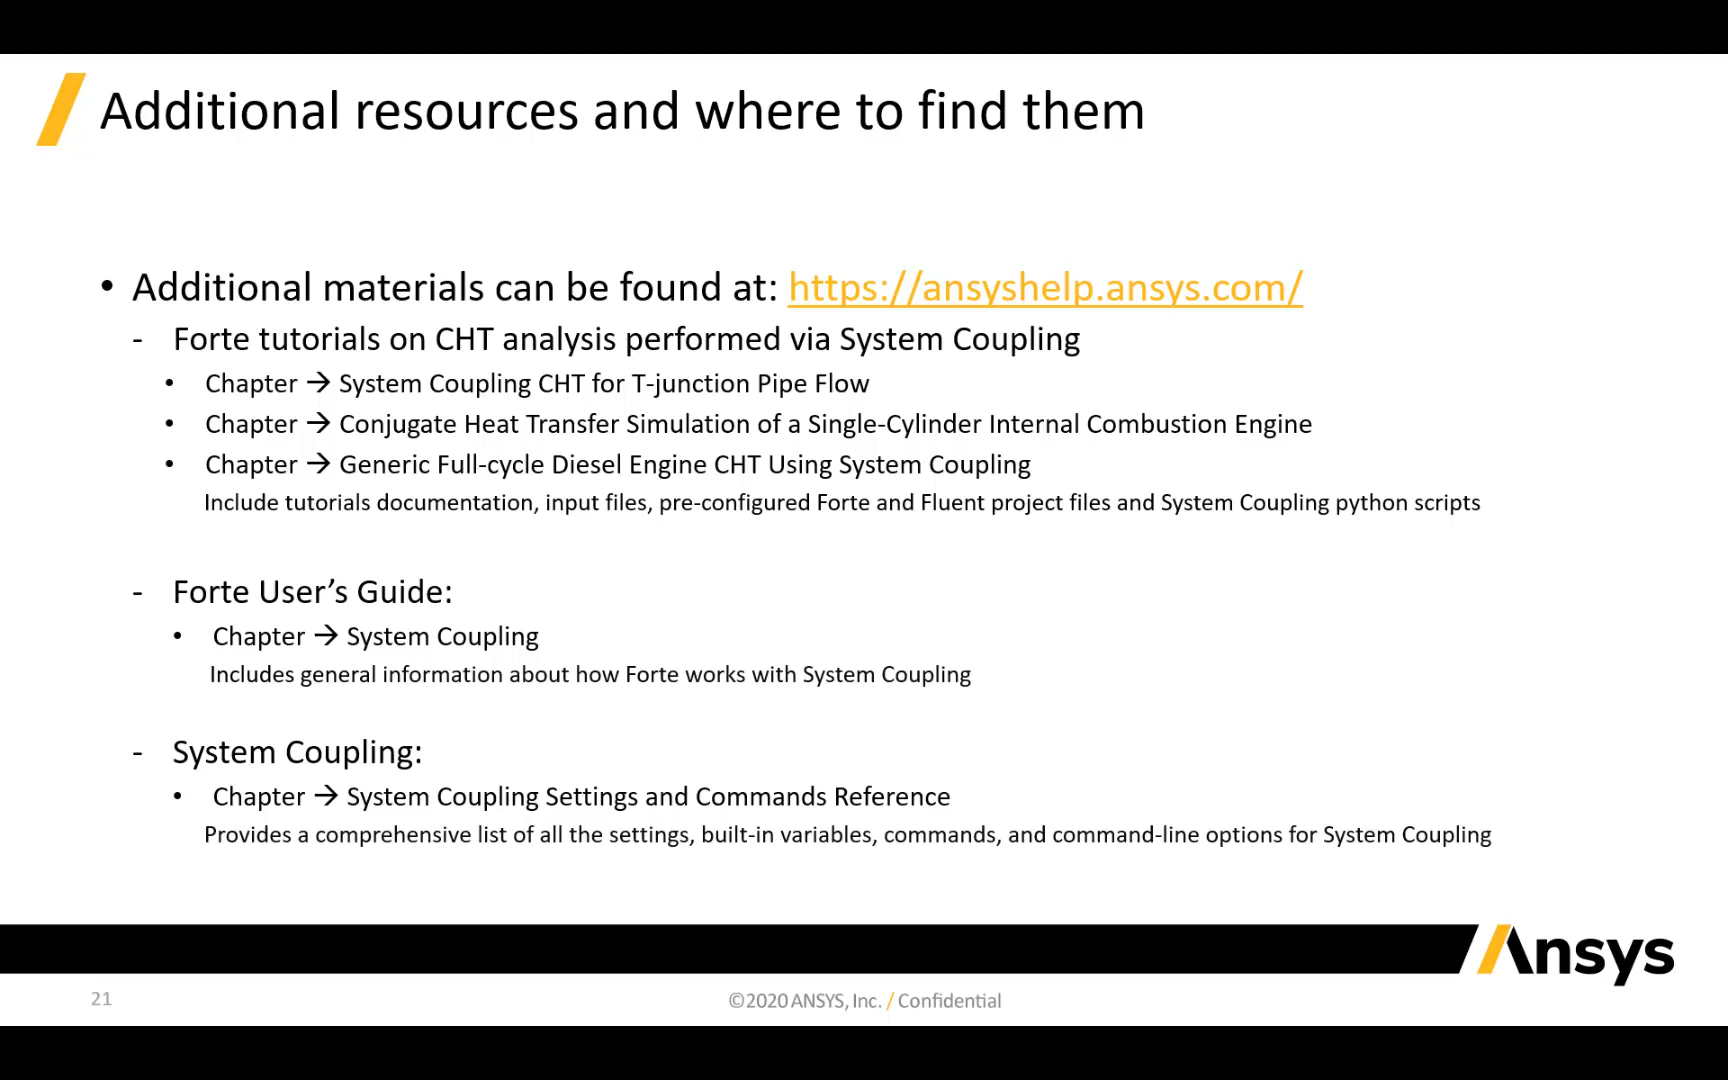 Additional resources and where to find them
• Additional materials can be found at: https://ansyshelp.ansys.com/
- Forte tutorials on CHT analysis performed via System Coupling
• Chapter → System Coupling CHT for T-junction Pipe Flow
• Chapter → Conjugate Heat Transfer Simulation of a Single-Cylinder Internal Combustion Engine
• Chapter → Generic Full-cycle Diesel Engine CHT Using System Coupling
Include tutorials documentation, input files, pre-configured Forte and Fluent project files and System Coupling python scripts
- Forte User’s Guide:
• Chapter → System Coupling
Includes general information about how Forte works with System Coupling
- System Coupling:
• Chapter → System Coupling Settings and Commands Reference
Provides a comprehensive list of all the settings, built-in variables, commands, and command-line options for System Coupling
Ansys
21
©2020 ANSYS, Inc. / Confidential